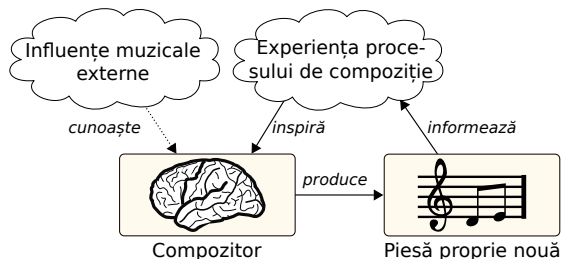 Influențe muzicale
externe
Experiența proce-
sului de compoziție
cunoaște
inspiră
informează
produce
Compozitor
Piesă proprie nouă